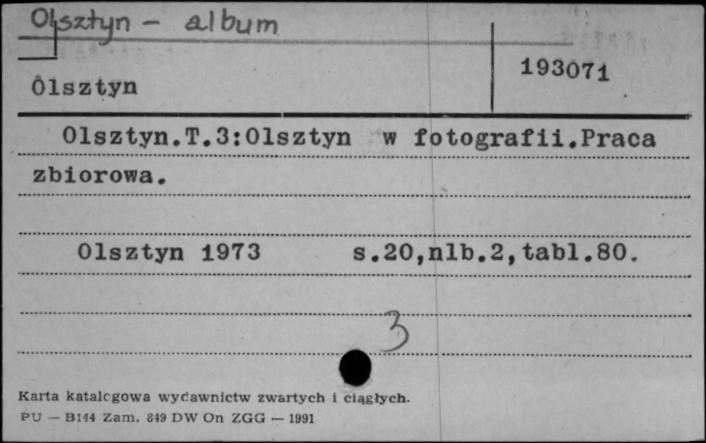 Olsztyn - album
Olsztyn
193071
Olsztyn.T.3:Olsztyn w fotografii.Praca
zbiorowa.
Olsztyn 1973 s.20,nlb.2,tabl.80.
3
Karta katalogowa wydawnictw zwartych i ciągłych.
PU — B144 Zam. 849 DW On ZGG — 1991